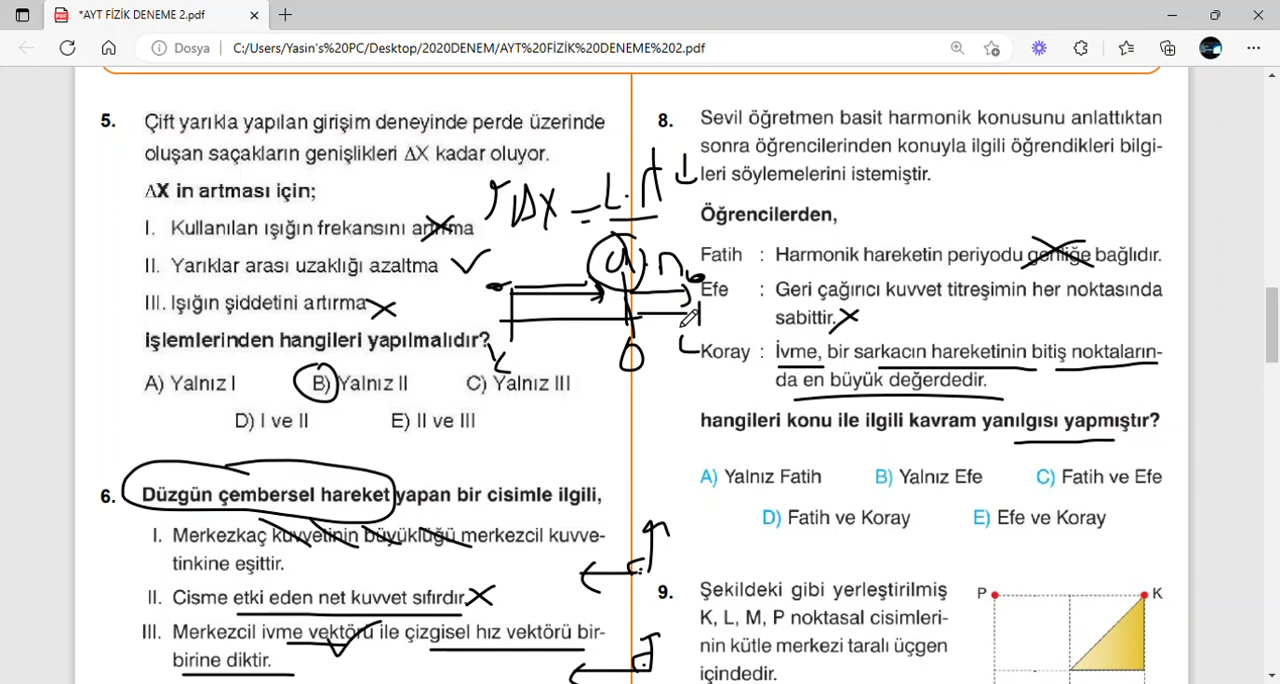 *AYT FİZİK DENEME 2.pdf
Dosya
C:/Users/Yasin's%20PC/Desktop/2020DENEM/AYT%20FİZİK%20DENEME%202.pdf
5. Çift yarıkla yapılan girişim deneyinde perde üzerinde
oluşan saçakların genişlikleri ΔX kadar oluyor.
ΔX in artması için;
I. Kullanılan ışığın frekansını artırma
II. Yarıklar arası uzaklığı azaltma
III. Işığın şiddetini artırma
işlemlerinden hangileri yapılmalıdır?
A) Yalnız I
B) Yalnız II
C) Yalnız III
D) I ve II
E) II ve III
ΔX = L.λ
d.n
O
6. Düzgün çembersel hareket yapan bir cisimle ilgili,
I. Merkezkaç kuvvetinin büyüklüğü merkezcil kuvve-
tinkine eşittir.
II. Cisme etki eden net kuvvet sıfırdır.
III. Merkezcil ivme vektörü ile çizgisel hız vektörü bir-
birine diktir.
8. Sevil öğretmen basit harmonik konusunu anlattıktan
sonra öğrencilerinden konuyla ilgili öğrendikleri bilgi-
leri söylemelerini istemiştir.
Öğrencilerden,
Fatih : Harmonik hareketin periyodu genliğe bağlıdır.
Efe : Geri çağırıcı kuvvet titreşimin her noktasında
sabittir.
Koray : İvme, bir sarkacın hareketinin bitiş noktaların-
da en büyük değerdedir.
hangileri konu ile ilgili kavram yanılgısı yapmıştır?
A) Yalnız Fatih
B) Yalnız Efe
C) Fatih ve Efe
D) Fatih ve Koray
E) Efe ve Koray
9. Şekildeki gibi yerleştirilmiş
K, L, M, P noktasal cisimleri-
nin kütle merkezi taralı üçgen
içindedir.
P
K